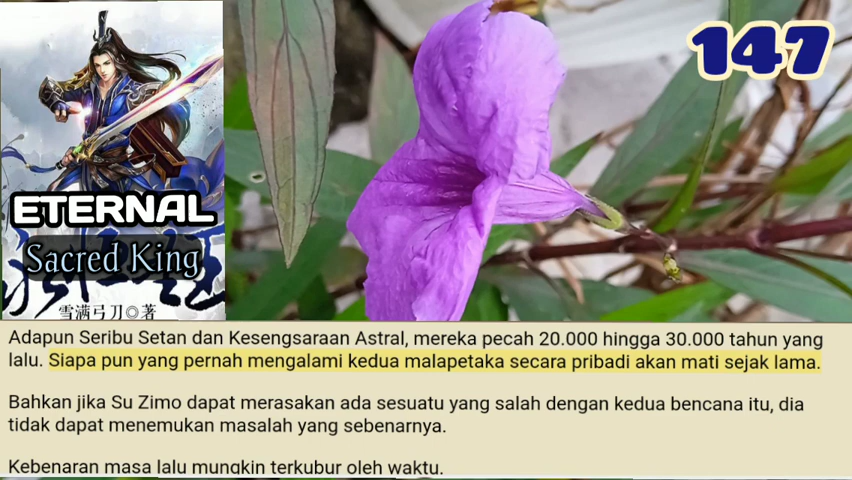 147
ETERNAL
Sacred King
雪满弓刀◎著
Adapun Seribu Setan dan Kesengsaraan Astral, mereka pecah 20.000 hingga 30.000 tahun yang
lalu. Siapa pun yang pernah mengalami kedua malapetaka secara pribadi akan mati sejak lama.
Bahkan jika Su Zimo dapat merasakan ada sesuatu yang salah dengan kedua bencana itu, dia
tidak dapat menemukan masalah yang sebenarnya.
Kebenaran masa lalu mungkin terkubur oleh waktu.